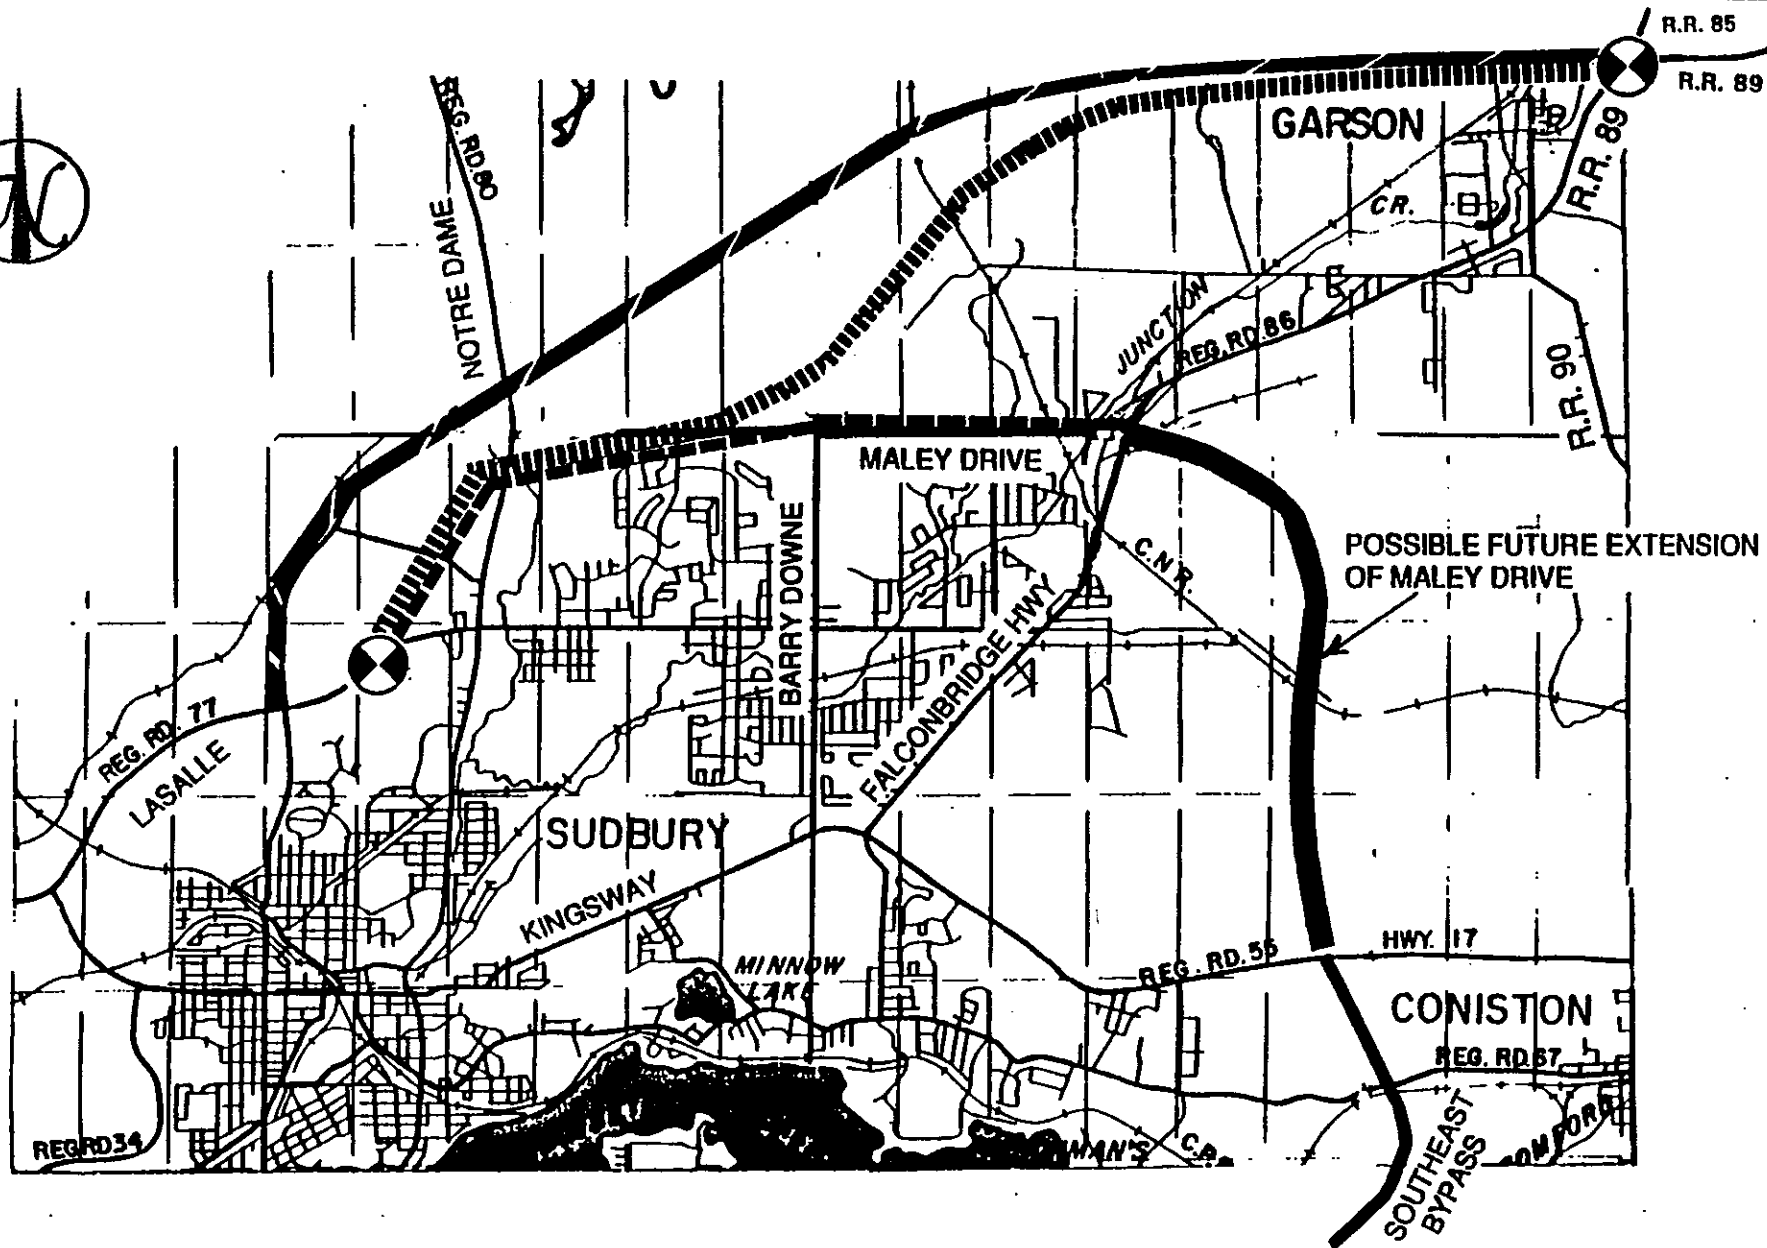 R.R. 85
R.R. 89
GARSON
R.R. 89
REG. RD. 80
NOTRE DAME
CR.
JUNCTION
REG. RD. 86
R.R. 90
MALEY DRIVE
BARRY DOWNE
C.N.R.
POSSIBLE FUTURE EXTENSION
OF MALEY DRIVE
FALCONBRIDGE HWY
REG. RD. 77
LASALLE
SUDBURY
KINGSWAY
MINNOW
LAKE
REG. RD. 55
HWY. 17
CONISTON
REG. RD. 67
REG RD 34
MAN'S
SOUTHEAST
BYPASS